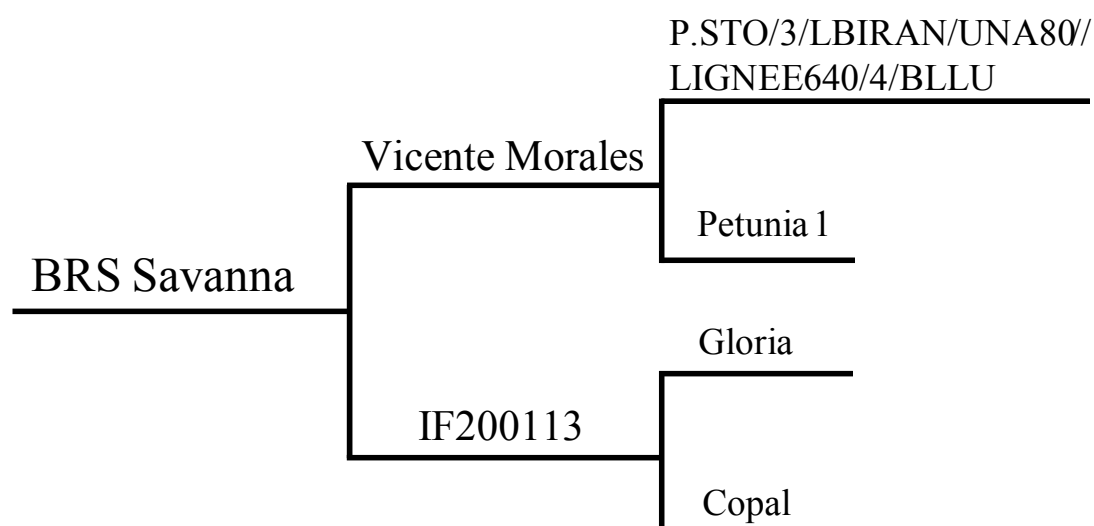 P.STO/3/LBIRAN/UNA80//
LIGNEE640/4/BLLU
Vicente Morales
Petunia 1
BRS Savanna
Gloria
IF200113
Copal